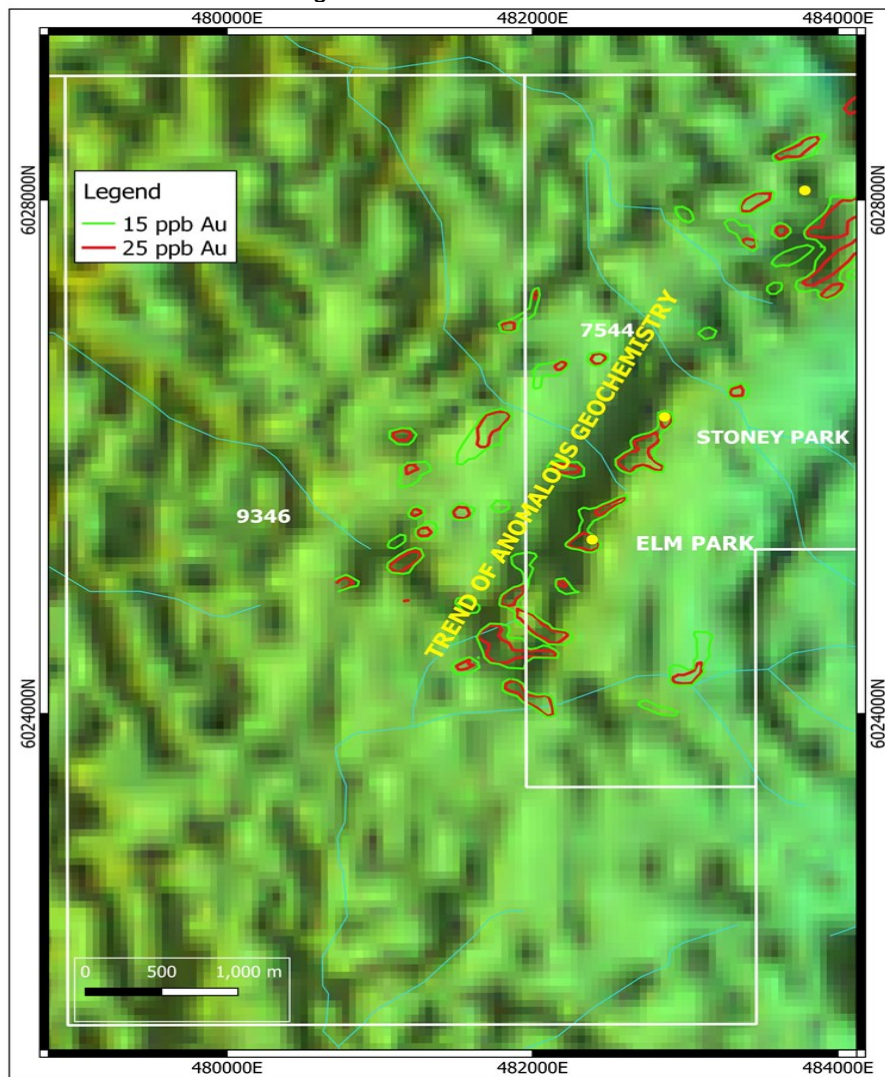 480000E
482000E
484000E
6028000N
6028000N
Legend
15 ppb Au
25 ppb Au
7544
TREND OF ANOMALOUS GEOCHEMISTRY
STONEY PARK
9346
ELM PARK
6024000N
6024000N
0 500 1,000 m
480000E
482000E
484000E